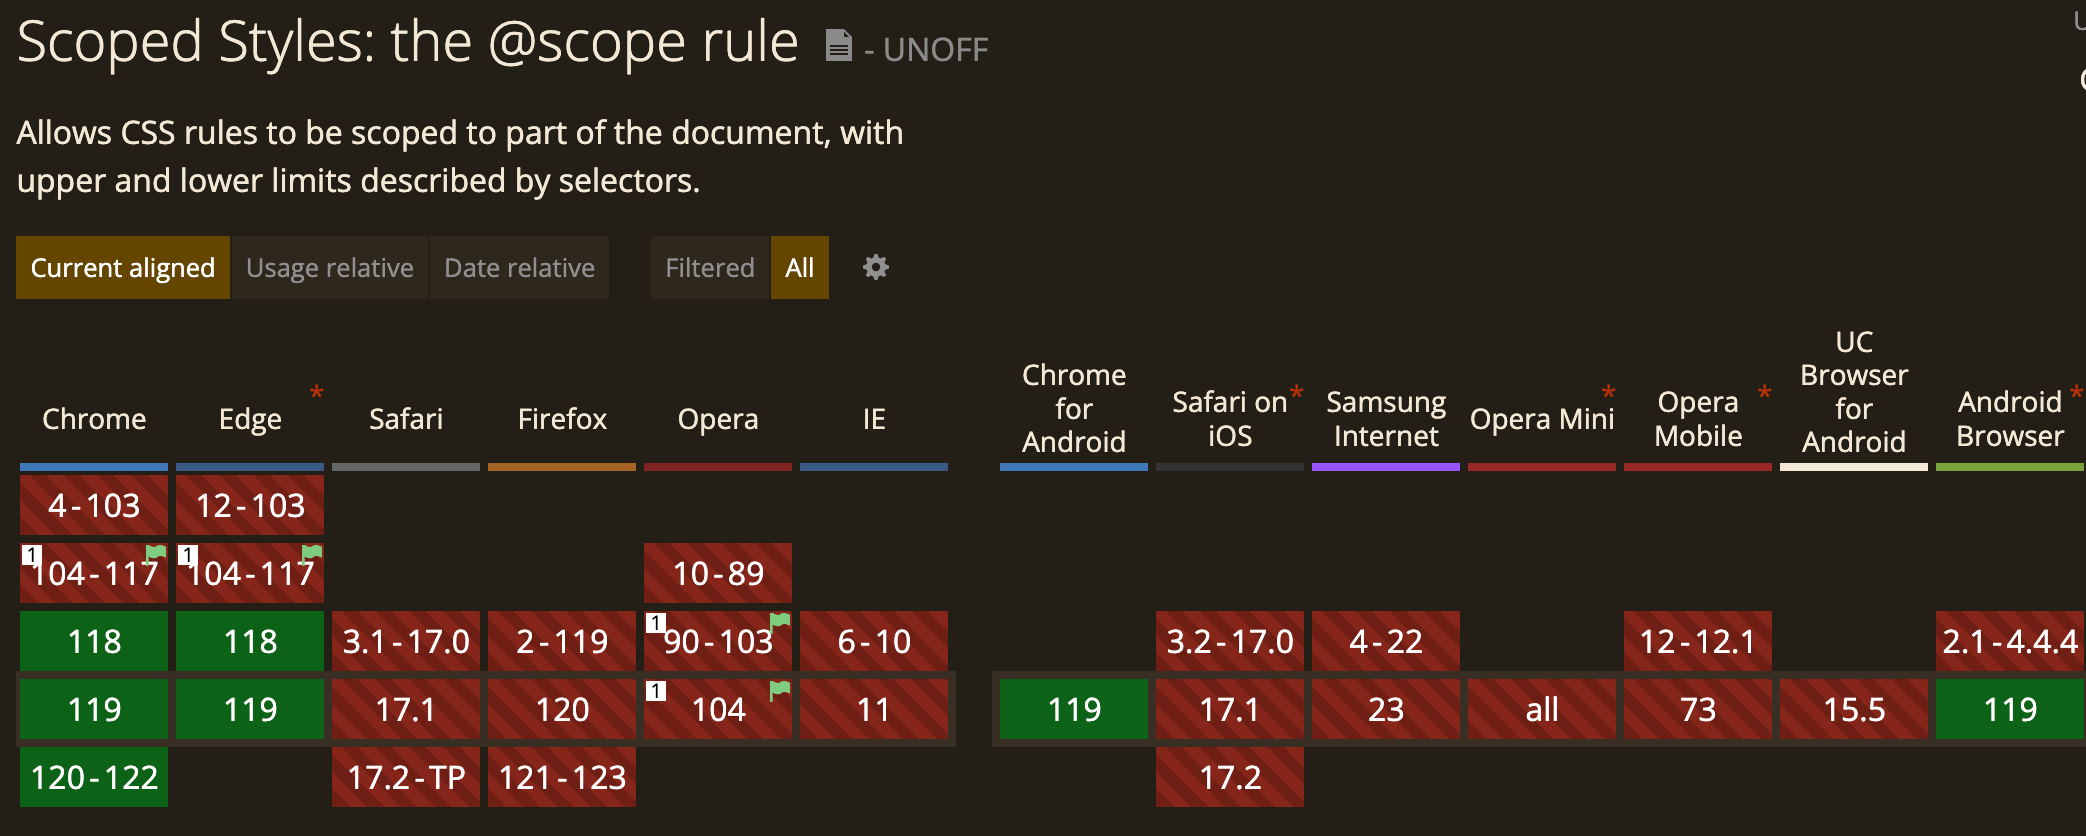 Scoped Styles: the @scope rule - UNOFF
Allows CSS rules to be scoped to part of the document, with
upper and lower limits described by selectors.
Current aligned Usage relative Date relative Filtered All
Chrome Edge * Safari Firefox Opera IE
Chrome for Android
Safari on iOS *
Samsung Internet
Opera Mini *
Opera Mobile *
UC Browser for Android
Android Browser *
4-103 12-103
1 104-117 1 104-117 10-89
118 118 3.1-17.0 2-119 1 90-103 6-10 3.2-17.0 4-22 12-12.1 2.1-4.4.4
119 119 17.1 120 1 104 11 119 17.1 23 all 73 15.5 119
120-122 17.2-TP 121-123 17.2